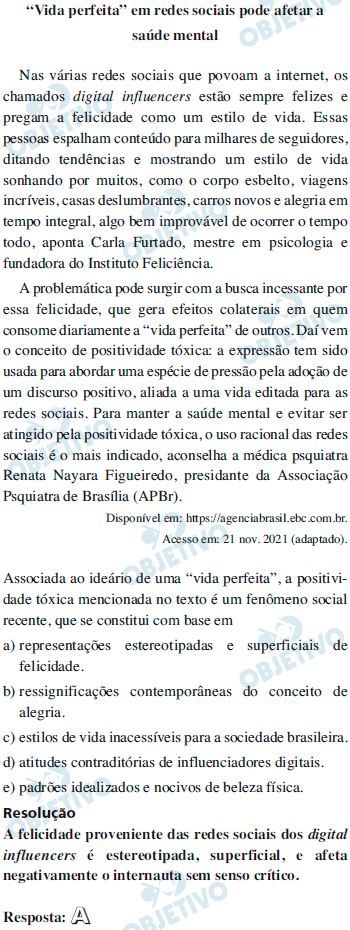 “Vida perfeita” em redes sociais pode afetar a
saúde mental
Nas várias redes sociais que povoam a internet, os
chamados digital influencers estão sempre felizes e
pregam a felicidade como um estilo de vida. Essas
pessoas espalham conteúdo para milhares de seguidores,
ditando tendências e mostrando um estilo de vida
sonhando por muitos, como o corpo esbelto, viagens
incríveis, casas deslumbrantes, carros novos e alegria em
tempo integral, algo bem improvável de ocorrer o tempo
todo, aponta Carla Furtado, mestre em psicologia e
fundadora do Instituto Feliciência.
A problemática pode surgir com a busca incessante por
essa felicidade, que gera efeitos colaterais em quem
consome diariamente a “vida perfeita” de outros. Daí vem
o conceito de positividade tóxica: a expressão tem sido
usada para abordar uma espécie de pressão pela adoção de
um discurso positivo, aliada a uma vida editada para as
redes sociais. Para manter a saúde mental e evitar ser
atingido pela positividade tóxica, o uso racional das redes
sociais é o mais indicado, aconselha a médica psquiatra
Renata Nayara Figueiredo, presidente da Associação
Psquiatra de Brasília (APBr).
Disponível em: https://agenciabrasil.ebc.com.br.
Acesso em: 21 nov. 2021 (adaptado).
Associada ao ideário de uma “vida perfeita”, a positivi-
dade tóxica mencionada no texto é um fenômeno social
recente, que se constitui com base em
a) representações estereotipadas e superficiais de
felicidade.
b) ressignificações contemporâneas do conceito de
alegria.
c) estilos de vida inacessíveis para a sociedade brasileira.
d) atitudes contraditórias de influenciadores digitais.
e) padrões idealizados e nocivos de beleza física.
Resolução
A felicidade proveniente das redes sociais dos digital
influencers é estereotipada, superficial, e afeta
negativamente o internauta sem senso crítico.
Resposta: A